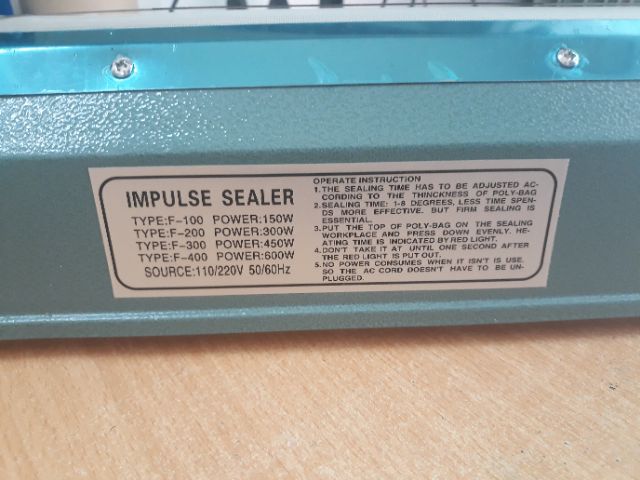 IMPULSE SEALER
TYPE:F-100 POWER:150W
TYPE:F-200 POWER:300W
TYPE:F-300 POWER:450W
TYPE:F-400 POWER:600W
SOURCE:110/220V 50/60Hz
OPERATE INSTRUCTION
1.THE SEALING TIME HAS TO BE ADJUSTED AC-
CORDING TO THE THINCKNESS OF POLY-BAG
2.SEALING TIME: 1-8 DEGREES, LESS TIME SPEN-
DS MORE EFFECTIVE. BUT FIRM SEALING IS
ESSENTIAL.
3.PUT THE TOP OF POLY-BAG ON THE SEALING
WORKPLACE AND PRESS DOWN EVENLY. HE-
ATING TIME IS INDICATED BY RED LIGHT.
4.DON'T TAKE IT AT UNTIL ONE SECOND AFTER
THE RED LIGHT IS PUT OUT.
5.NO POWER CONSUMES WHEN IT ISN'T IS USE.
SO THE AC CORD DOESN'T HAVE TO BE UN-
PLUGGED.